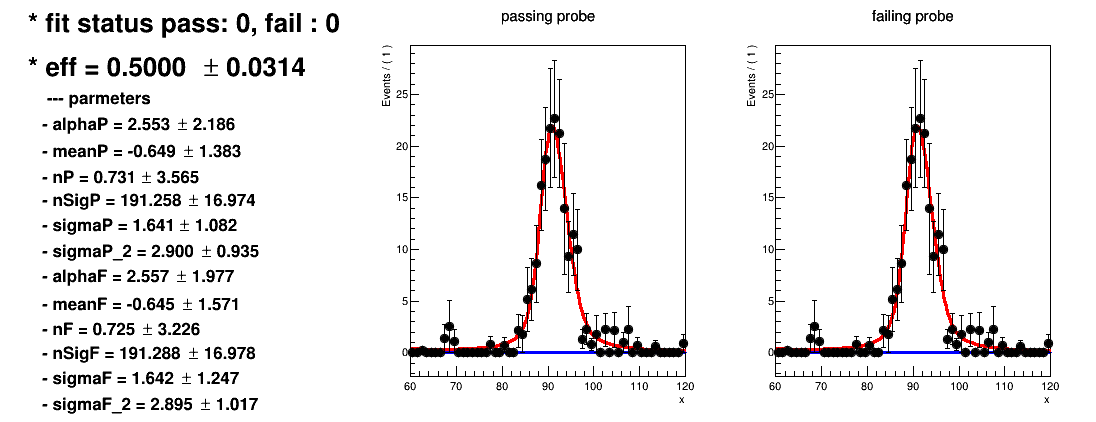 * fit status pass: 0, fail : 0
* eff = 0.5000 ± 0.0314
--- parmeters
- alphaP = 2.553 ± 2.186
- meanP = -0.649 ± 1.383
- nP = 0.731 ± 3.565
- nSigP = 191.258 ± 16.974
- sigmaP = 1.641 ± 1.082
- sigmaP_2 = 2.900 ± 0.935
- alphaF = 2.557 ± 1.977
- meanF = -0.645 ± 1.571
- nF = 0.725 ± 3.226
- nSigF = 191.288 ± 16.978
- sigmaF = 1.642 ± 1.247
- sigmaF_2 = 2.895 ± 1.017
passing probe
Events / ( 1 )
25
20
15
10
5
0
60 70 80 90 100 110 120
x
failing probe
Events / ( 1 )
25
20
15
10
5
0
60 70 80 90 100 110 120
x